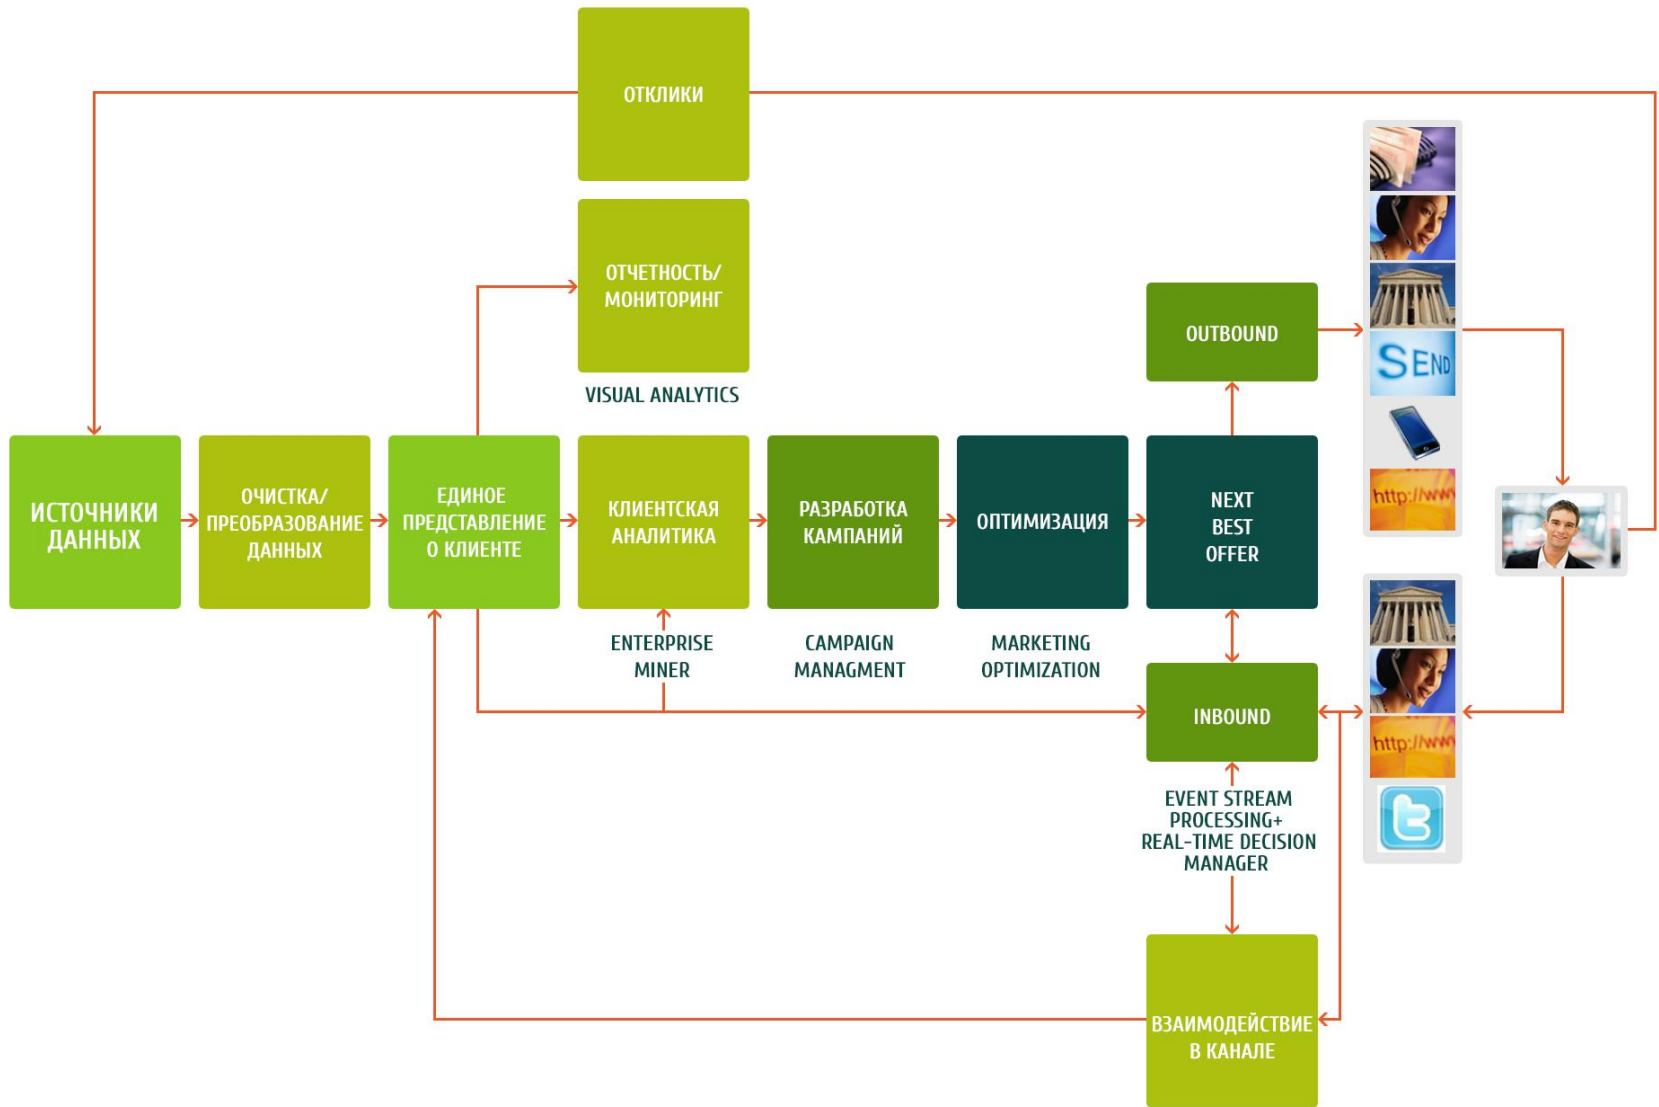 ОТКЛИКИ
ОТЧЕТНОСТЬ/
МОНИТОРИНГ
VISUAL ANALYTICS
OUTBOUND
SEND
http://www
ИСТОЧНИКИ
ДАННЫХ
ОЧИСТКА/
ПРЕОБРАЗОВАНИЕ
ДАННЫХ
ЕДИНОЕ
ПРЕДСТАВЛЕНИЕ
О КЛИЕНТЕ
КЛИЕНТСКАЯ
АНАЛИТИКА
РАЗРАБОТКА
КАМПАНИЙ
ОПТИМИЗАЦИЯ
NEXT
BEST
OFFER
ENTERPRISE
MINER
CAMPAIGN
MANAGMENT
MARKETING
OPTIMIZATION
INBOUND
http://www
t
EVENT STREAM
PROCESSING+
REAL-TIME DECISION
MANAGER
ВЗАИМОДЕЙСТВИЕ
В КАНАЛЕ